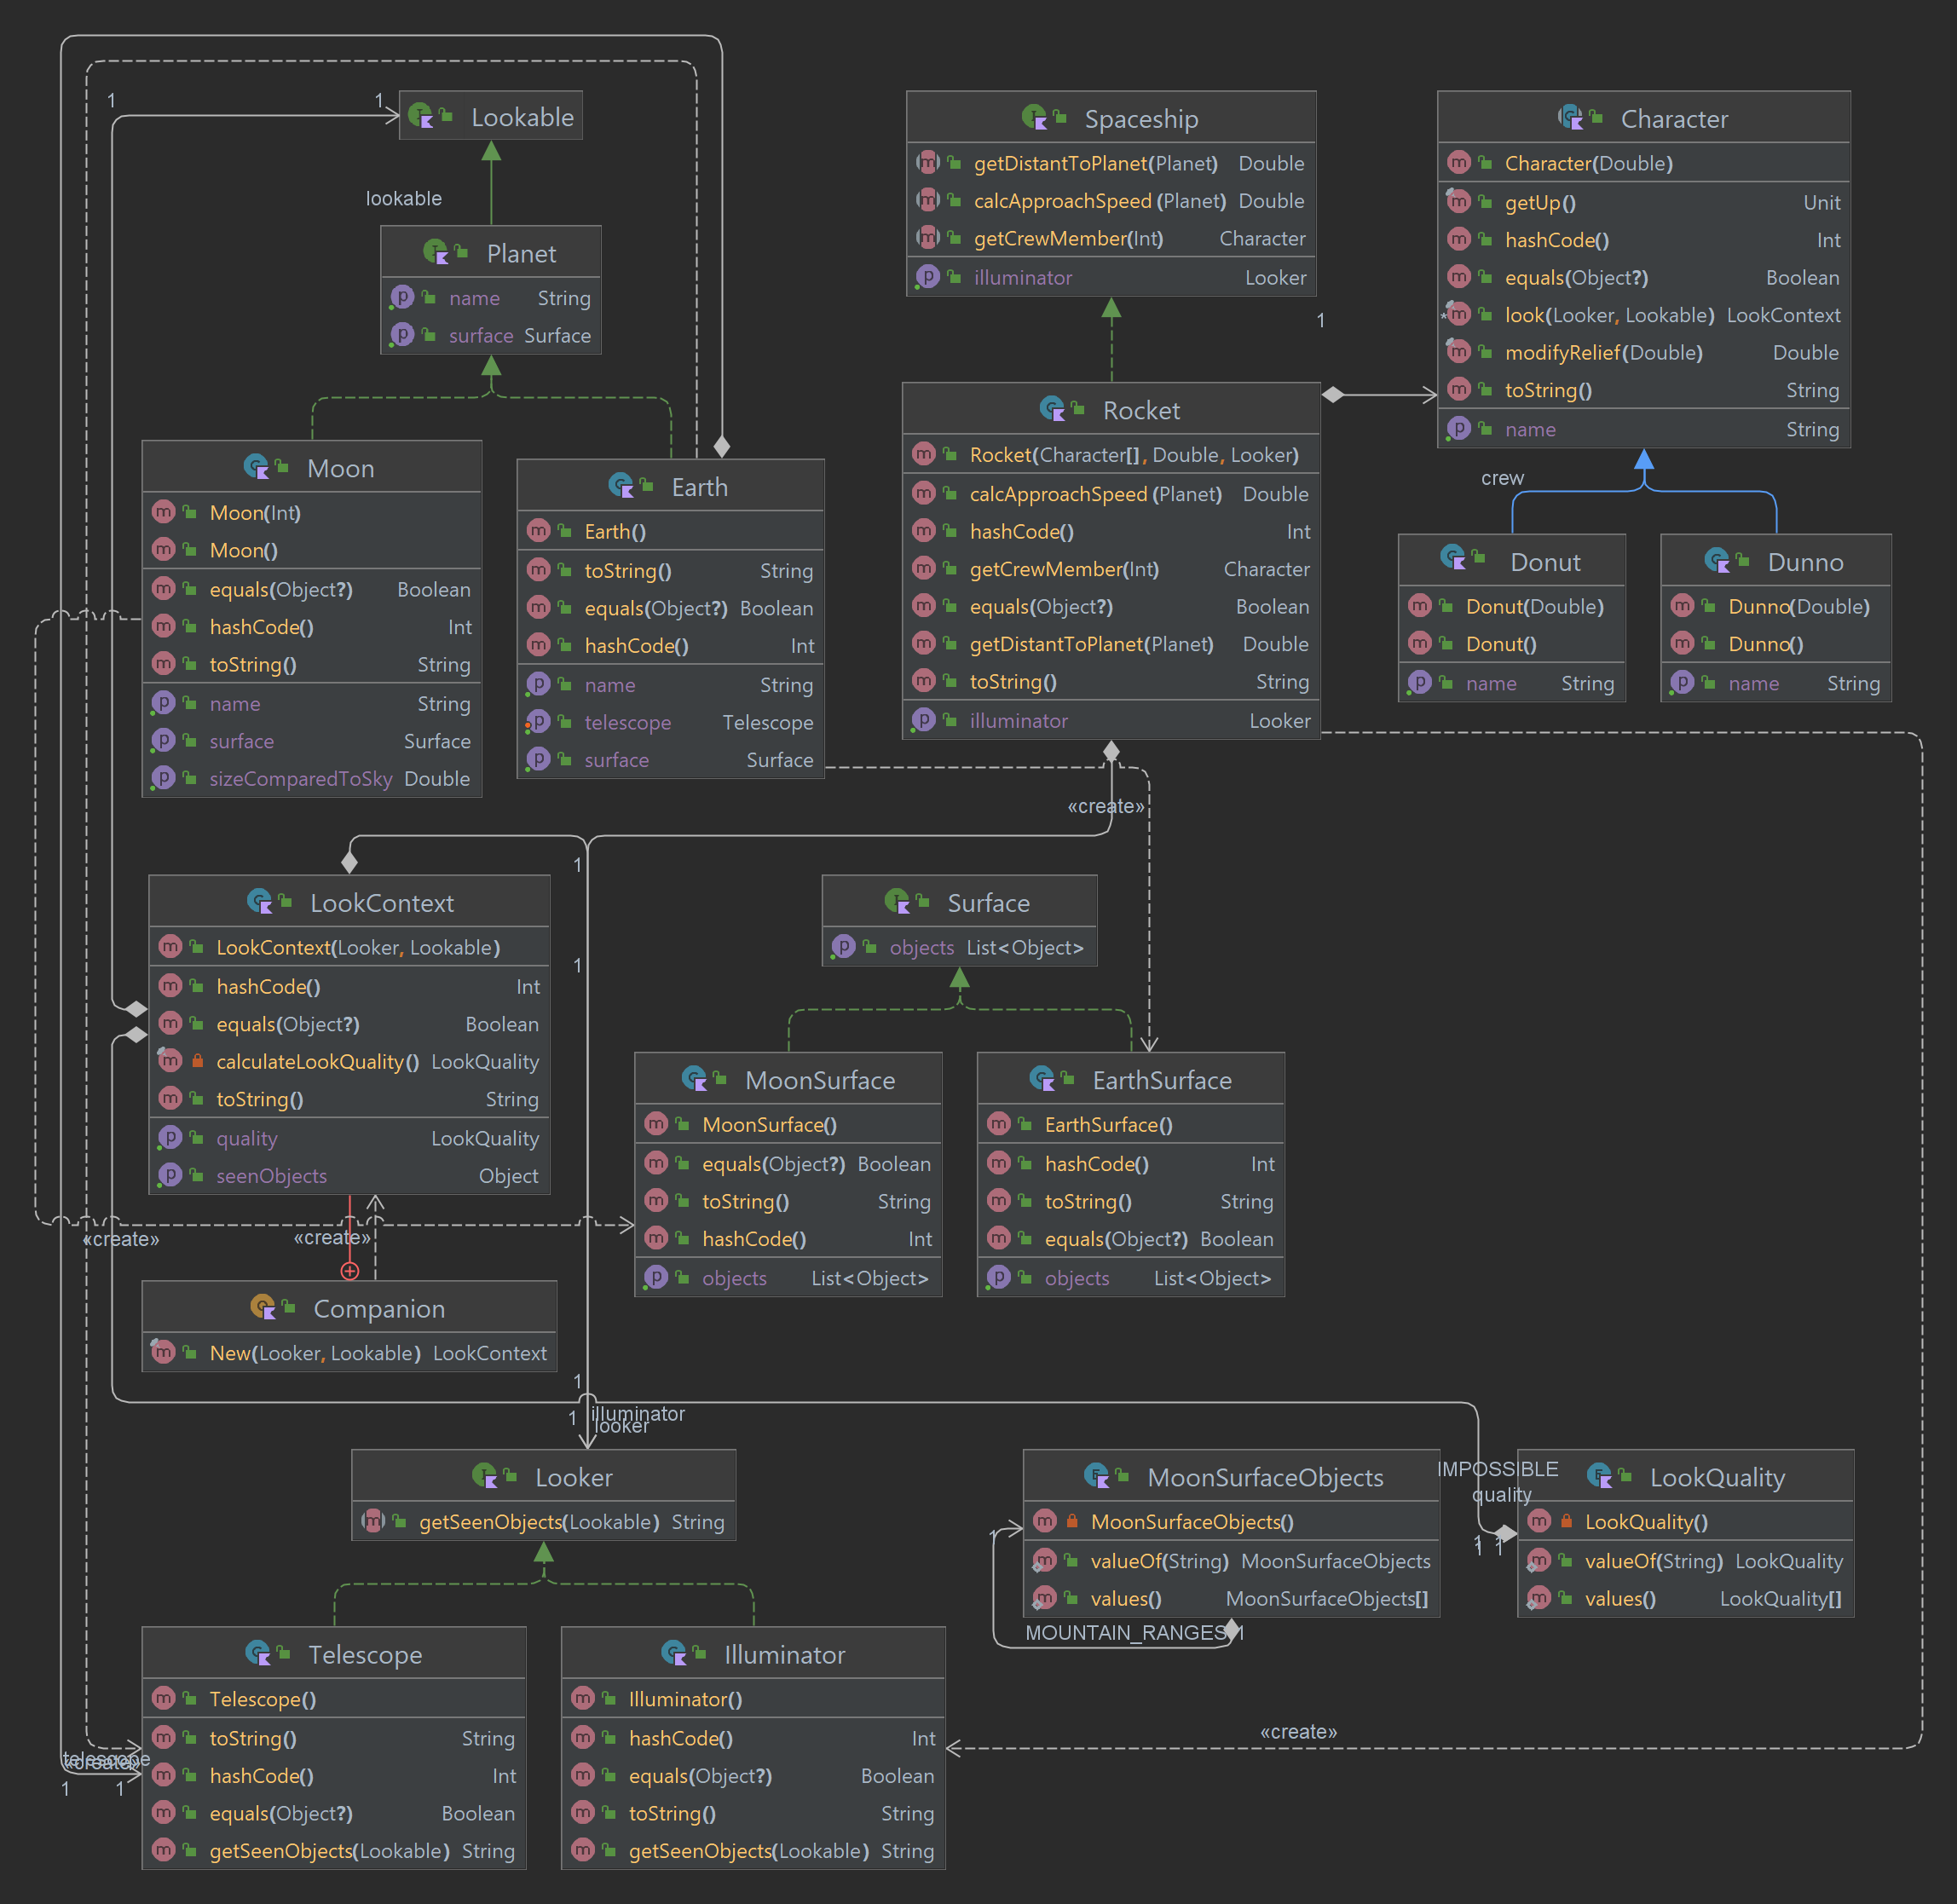 1
1
Lookable
lookable
Planet
name String
surface Surface
Spaceship
getDistantToPlanet(Planet) Double
calcApproachSpeed (Planet) Double
getCrewMember(Int) Character
illuminator Looker
1
*
Character
Character(Double)
getUp() Unit
hashCode() Int
equals(Object?) Boolean
look(Looker, Lookable) LookContext
modifyRelief(Double) Double
toString() String
name String
crew
Moon
Moon(Int)
Moon()
equals(Object?) Boolean
hashCode() Int
toString() String
name String
surface Surface
sizeComparedToSky Double
Earth
Earth()
toString() String
equals(Object?) Boolean
hashCode() Int
name String
telescope Telescope
surface Surface
Rocket
Rocket(Character[], Double, Looker)
calcApproachSpeed (Planet) Double
hashCode() Int
getCrewMember(Int) Character
equals(Object?) Boolean
getDistantToPlanet(Planet) Double
toString() String
illuminator Looker
Donut
Donut(Double)
Donut()
name String
Dunno
Dunno(Double)
Dunno()
name String
«create»
1
1
LookContext
LookContext(Looker, Lookable)
hashCode() Int
equals(Object?) Boolean
calculateLookQuality() LookQuality
toString() String
quality LookQuality
seenObjects Object
«create»
«create»
Companion
New(Looker, Lookable) LookContext
Surface
objects List<Object>
MoonSurface
MoonSurface()
equals(Object?) Boolean
toString() String
hashCode() Int
objects List<Object>
EarthSurface
EarthSurface()
hashCode() Int
toString() String
equals(Object?) Boolean
objects List<Object>
1
1
illuminator
looker
Looker
getSeenObjects(Lookable) String
MoonSurfaceObjects
MoonSurfaceObjects()
valueOf(String) MoonSurfaceObjects
values() MoonSurfaceObjects[]
1
MOUNTAIN_RANGES 1
IMPOSSIBLE
quality
1 1
LookQuality
LookQuality()
valueOf(String) LookQuality
values() LookQuality[]
Telescope
Telescope()
toString() String
hashCode() Int
equals(Object?) Boolean
getSeenObjects(Lookable) String
telescope
«create»
1 1
Illuminator
Illuminator()
hashCode() Int
equals(Object?) Boolean
toString() String
getSeenObjects(Lookable) String
«create»